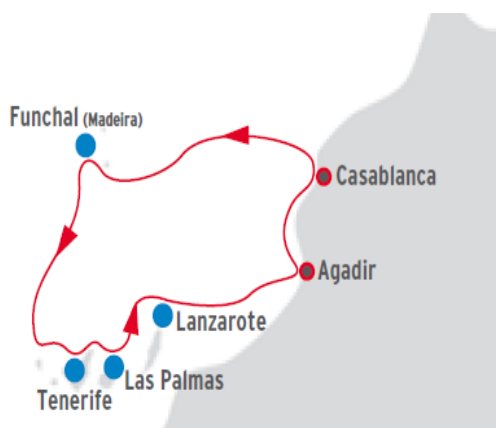 Funchal (Madeira)
Casablanca
Agadir
Lanzarote
Las Palmas
Tenerife